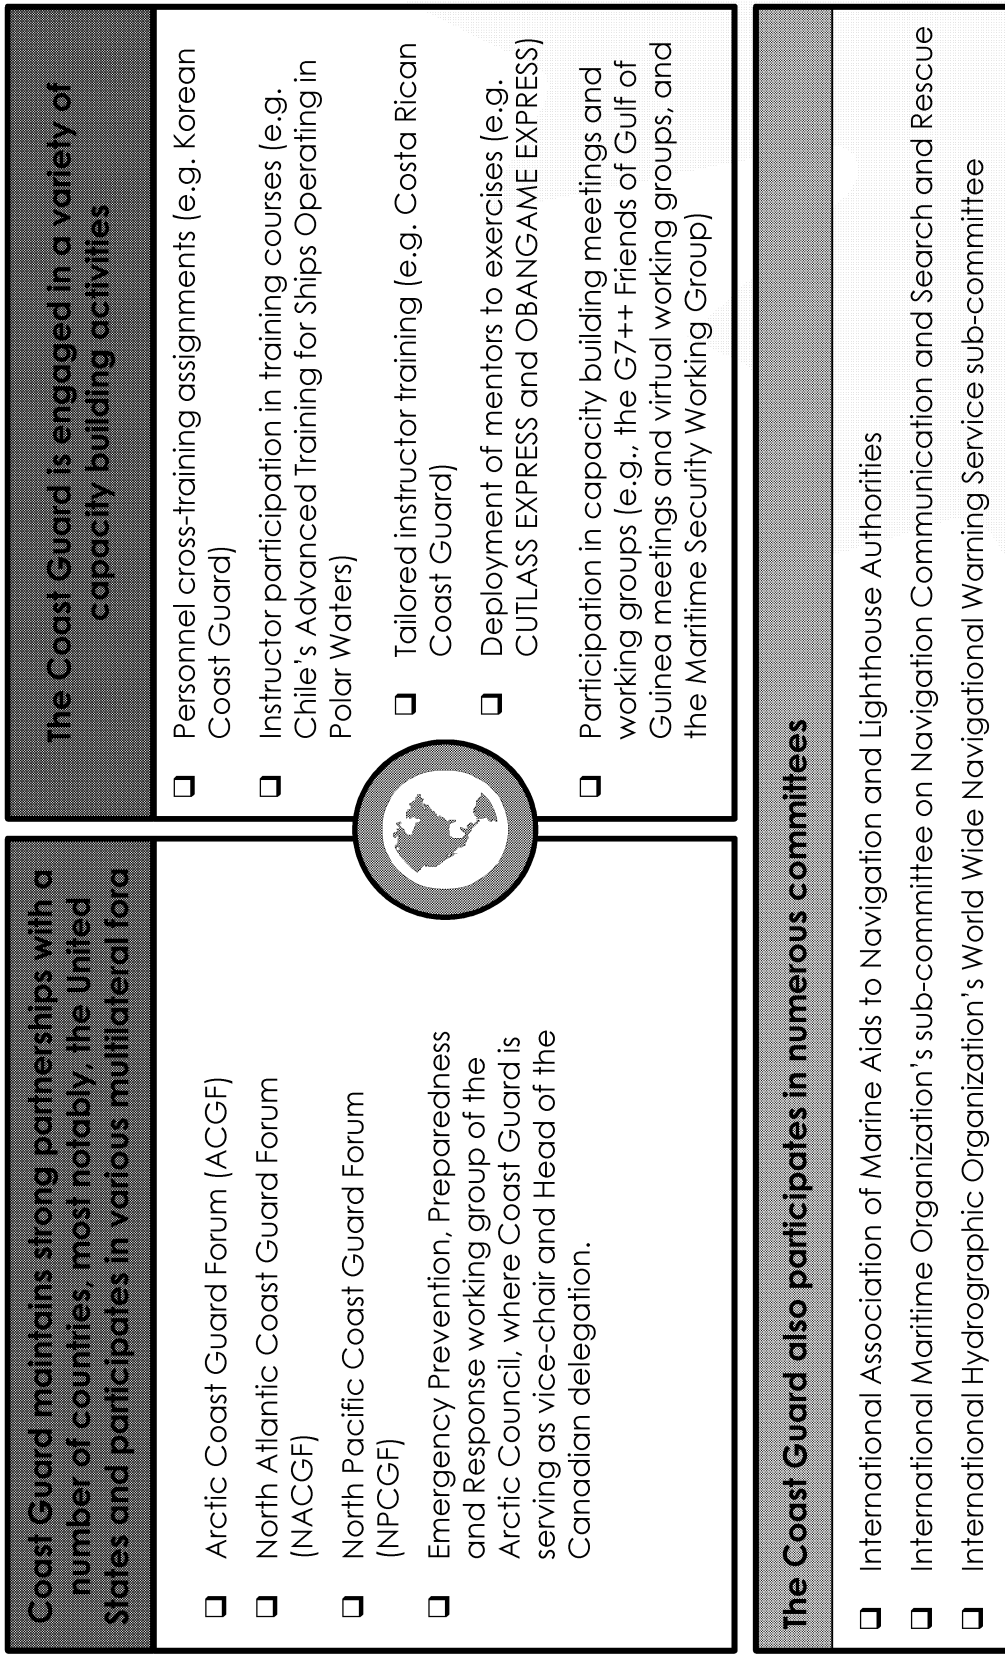 Coast Guard maintains strong partnerships with a
number of countries, most notably, the United
States and participates in various multilateral fora
❑ Arctic Coast Guard Forum (ACGF)
❑ North Atlantic Coast Guard Forum
(NACGF)
❑ North Pacific Coast Guard Forum
(NPCGF)
❑ Emergency Prevention, Preparedness
and Response working group of the
Arctic Council, where Coast Guard is
serving as vice-chair and Head of the
Canadian delegation.
The Coast Guard is engaged in a variety of
capacity building activities
❑ Personnel cross-training assignments (e.g. Korean
Coast Guard)
❑ Instructor participation in training courses (e.g.
Chile's Advanced Training for Ships Operating in
Polar Waters)
❑ Tailored instructor training (e.g. Costa Rican
Coast Guard)
❑ Deployment of mentors to exercises (e.g.
CUTLASS EXPRESS and OBANGAME EXPRESS)
❑ Participation in capacity building meetings and
working groups (e.g., the G7++ Friends of Gulf of
Guinea meetings and virtual working groups, and
the Maritime Security Working Group)
The Coast Guard also participates in numerous committees
❑ International Association of Marine Aids to Navigation and Lighthouse Authorities
❑ International Maritime Organization's sub-committee on Navigation Communication and Search and Rescue
❑ International Hydrographic Organization's World Wide Navigational Warning Service sub-committee